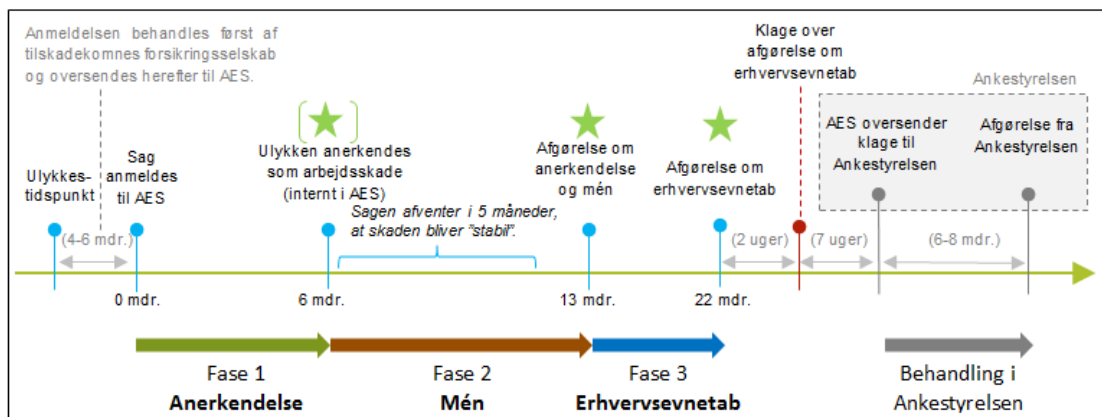 Anmeldelsen behandles først af
tilskadekomnes forsikringsselskab
og oversendes herefter til AES.
Klage over
afgørelse om
erhvervsevnetab
Ankestyrelsen
Ulykkes-
tidspunkt
Sag
anmeldes
til AES
Ulykken anerkendes
som arbejdsskade
(internt i AES)
Sagen afventer i 5 måneder,
at skaden bliver "stabil".
Afgørelse om
anerkendelse
og mén
Afgørelse om
erhvervsevnetab
AES oversender
klage til
Ankestyrelsen
Afgørelse fra
Ankestyrelsen
(4-6 mdr.)
(2 uger)
(7 uger)
(6-8 mdr.)
0 mdr.
6 mdr.
13 mdr.
22 mdr.
Fase 1
Anerkendelse
Fase 2
Mén
Fase 3
Erhvervsevnetab
Behandling i
Ankestyrelsen